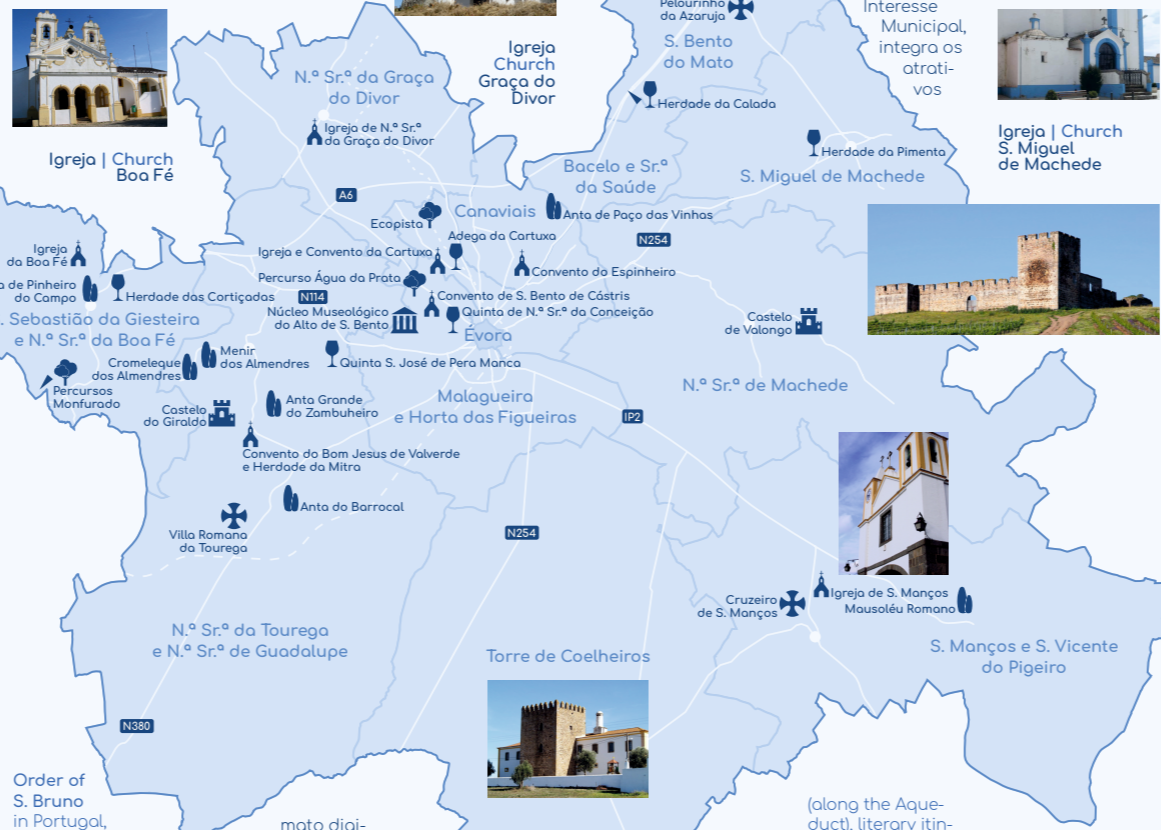 Pelourinho
da Azaruja
Interesse
Municipal,
integra os
atrati-
vos
Igreja
Church
Graça do
Divor
S. Bento
do Mato
N.ª Sr.ª da Graça
do Divor
Herdade da Calada
Igreja de N.ª Sr.ª
da Graça do Divor
Igreja | Church
S. Miguel
de Machede
Igreja | Church
Boa Fé
Herdade da Pimenta
Bacelo e Sr.ª
da Saúde
S. Miguel de Machede
A6
Canaviais
Ecopista
Anta de Paço das Vinhas
Adega da Cartuxa
N254
Igreja
da Boa Fé
Igreja e Convento da Cartuxa
Convento do Espinheiro
Percurso Água da Prata
de Pinheiro
do Campo
Herdade das Cortiçadas
N114
Convento de S. Bento de Cástris
Núcleo Museológico
do Alto de S. Bento
Quinta de N.ª Sr.ª da Conceição
Castelo
de Valongo
Sebastião da Giesteira
e N.ª Sr.ª da Boa Fé
Évora
Menir
dos Almendres
Cromeleque
dos Almendres
Quinta S. José de Pera Manca
Percursos
Monfurado
N.ª Sr.ª de Machede
Malagueira
e Horta das Figueiras
Anta Grande
do Zambuheiro
Castelo
do Giraldo
IP2
Convento do Bom Jesus de Valverde
e Herdade da Mitra
Anta do Barrocal
Villa Romana
da Tourega
N254
Igreja de S. Manços
Mausoléu Romano
Cruzeiro
de S. Manços
N.ª Sr.ª da Tourega
e N.ª Sr.ª de Guadalupe
Torre de Coelheiros
S. Manços e S. Vicente
do Pigeiro
N380
Order of
S. Bruno
in Portugal,
mato digi-
(along the Aque-
duct), literary itin-